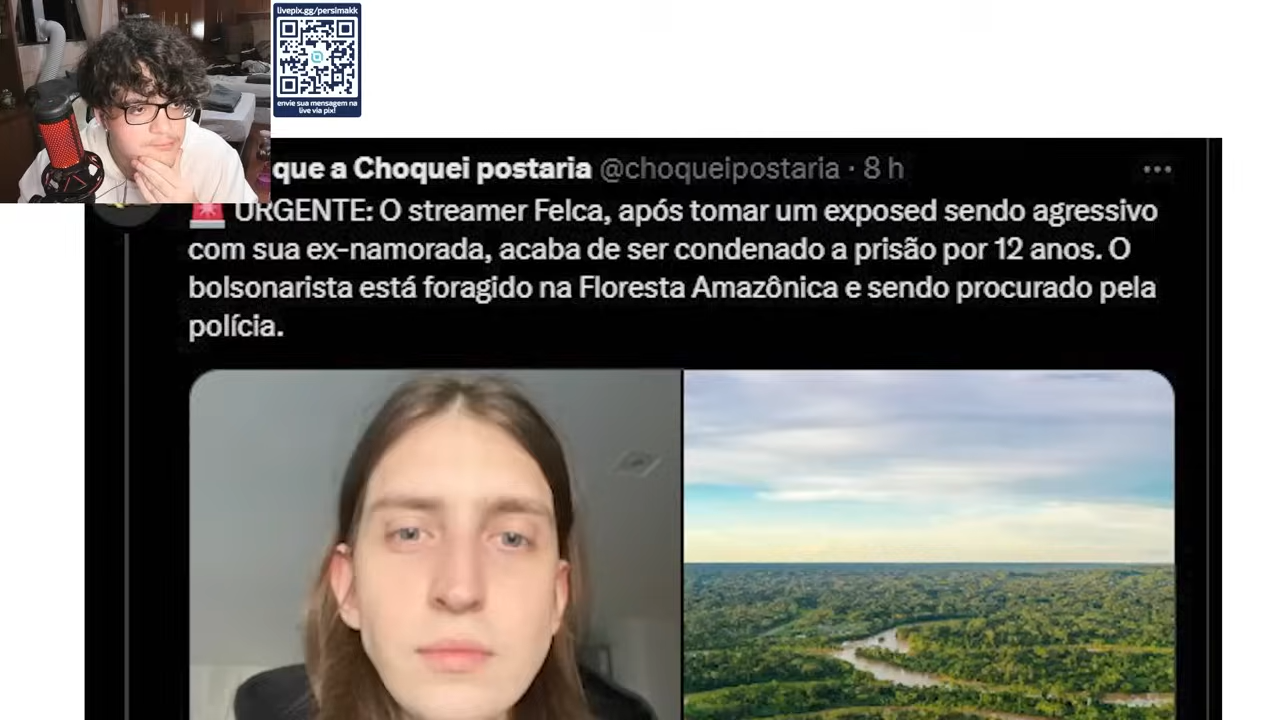 livepix.gg/persimakk
envie sua mensagem na
live via pix!
que a Choquei postaria @choqueipostaria · 8 h
URGENTE: O streamer Felca, após tomar um exposed sendo agressivo
com sua ex-namorada, acaba de ser condenado a prisão por 12 anos. O
bolsonarista está foragido na Floresta Amazônica e sendo procurado pela
polícia.